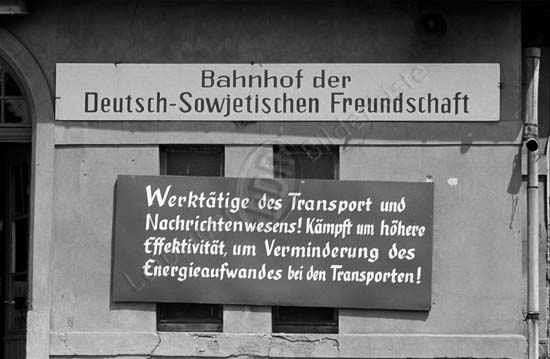 Bahnhof der
Deutsch-Sowjetischen Freundschaft
Werktätige des Transport und
Nachrichtenwesens! Kämpft um höhere
Effektivität, um Verminderung des
Energieaufwandes bei den Transporten!